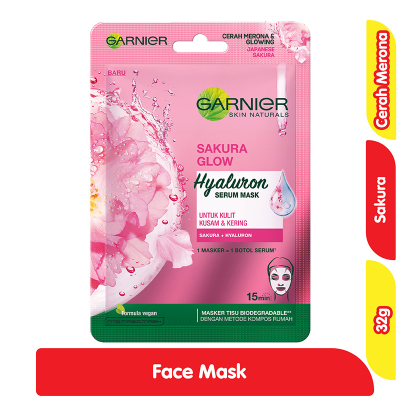 GARNIER
CERAH MERONA &
GLOWING
JAPANESE
SAKURA
BARU
GARNIER
SKIN NATURALS
SAKURA
GLOW
Hyaluron
SERUM MASK
UNTUK KULIT
KUSAM & KERING
SAKURA + HYALURON
1 MASKER = 1 BOTOL SERUM
15min
Formula vegan
MASKER TISU BIODEGRADABLE**
DENGAN METODE KOMPOS RUMAH
Cerah Merona
Sakura
32g
Face Mask